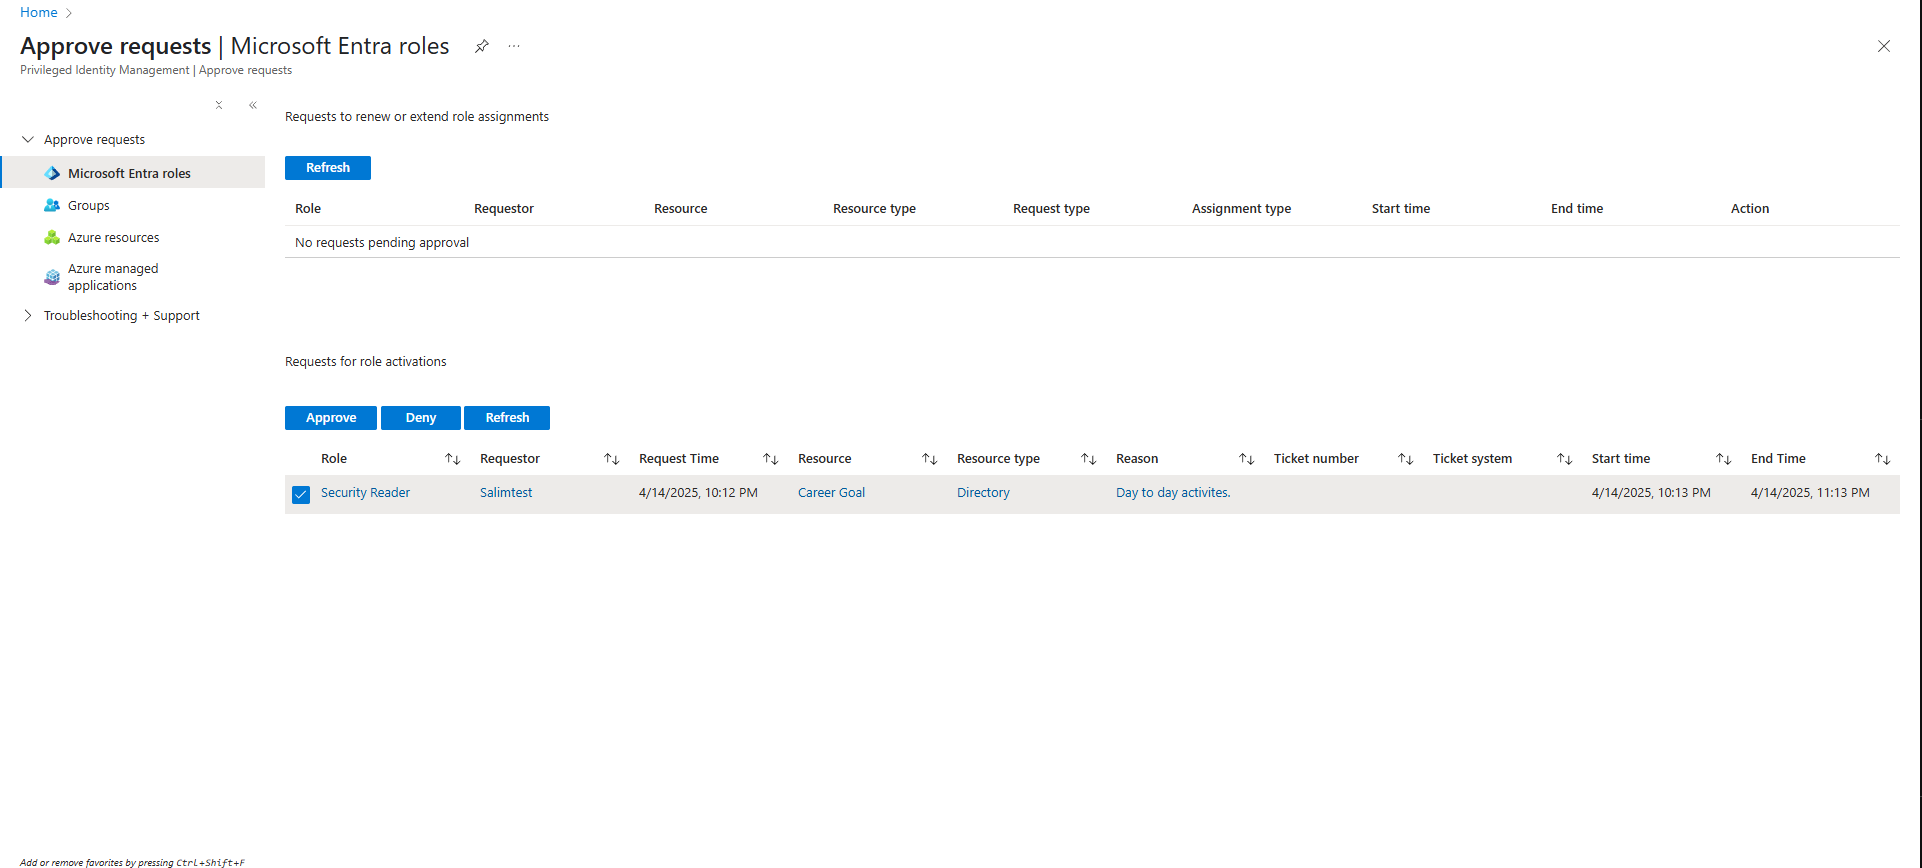 Home
Approve requests | Microsoft Entra roles
Privileged Identity Management | Approve requests
Approve requests
Microsoft Entra roles
Groups
Azure resources
Azure managed
applications
Troubleshooting + Support
Requests to renew or extend role assignments
Refresh
Role Requestor Resource Resource type Request type Assignment type Start time End time Action
No requests pending approval
Requests for role activations
Approve Deny Refresh
Role Requestor Request Time Resource Resource type Reason Ticket number Ticket system Start time End Time
Security Reader Salimtest 4/14/2025, 10:12 PM Career Goal Directory Day to day activites. 4/14/2025, 10:13 PM 4/14/2025, 11:13 PM
Add or remove favorites by pressing Ctrl+Shift+F